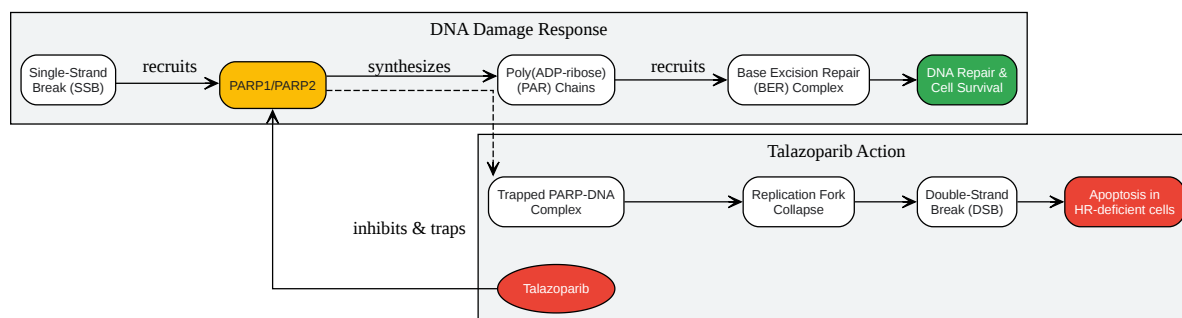 DNA Damage Response
Single-Strand
Break (SSB)
recruits
PARP1/PARP2
synthesizes
Poly(ADP-ribose)
(PAR) Chains
recruits
Base Excision Repair
(BER) Complex
DNA Repair &
Cell Survival
Talazoparib Action
Trapped PARP-DNA
Complex
Replication Fork
Collapse
Double-Strand
Break (DSB)
Apoptosis in
HR-deficient cells
inhibits & traps
Talazoparib